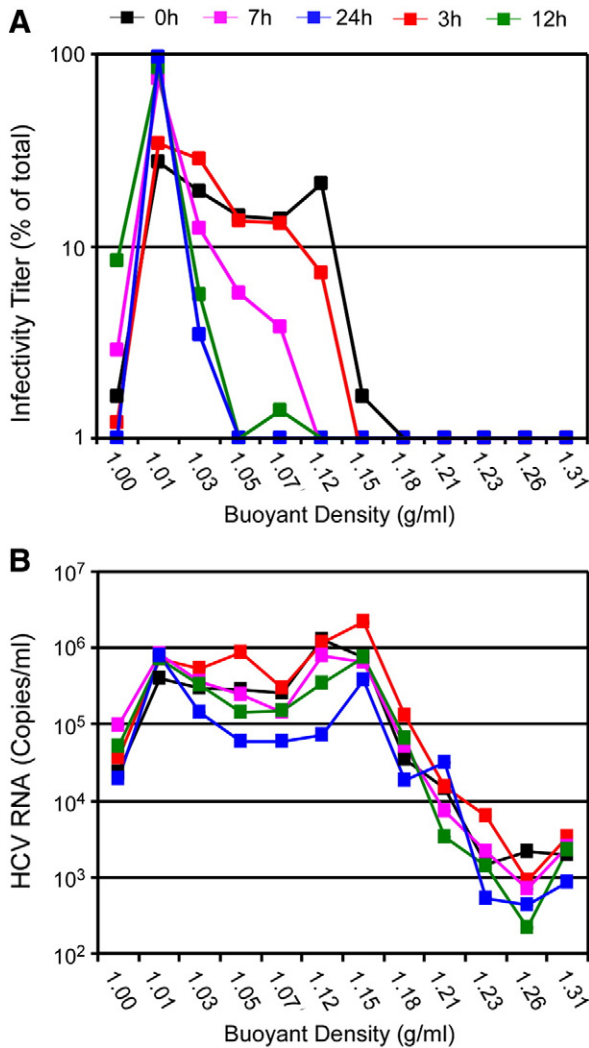 A
0h 7h 24h 3h 12h
Infectivity Titer (% of total)
100
10
1
1.00 1.01 1.03 1.05 1.07 1.12 1.15 1.18 1.21 1.23 1.26 1.31
Buoyant Density (g/ml)
B
HCV RNA (Copies/ml)
10⁷
10⁶
10⁵
10⁴
10³
10²
1.00 1.01 1.03 1.05 1.07 1.12 1.15 1.18 1.21 1.23 1.26 1.31
Buoyant Density (g/ml)